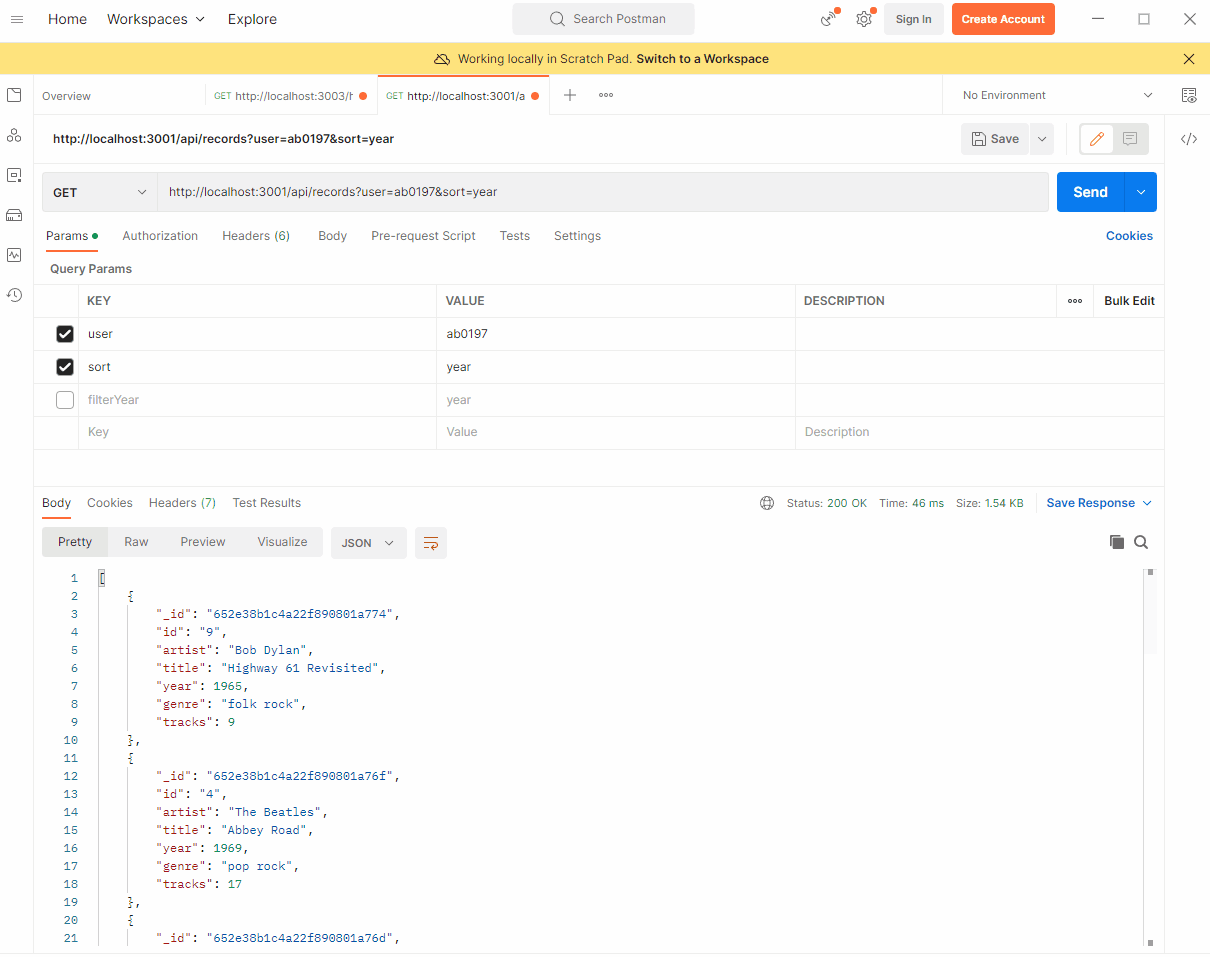 Home Workspaces Explore Search Postman Sign In Create Account
Working locally in Scratch Pad. Switch to a Workspace
Overview GET http://localhost:3003/h GET http://localhost:3001/a No Environment
http://localhost:3001/api/records?user=ab0197&sort=year Save
GET http://localhost:3001/api/records?user=ab0197&sort=year Send
Params Authorization Headers (6) Body Pre-request Script Tests Settings Cookies
Query Params
KEY VALUE DESCRIPTION Bulk Edit
user ab0197
sort year
filterYear year
Key Value Description
Body Cookies Headers (7) Test Results Status: 200 OK Time: 46 ms Size: 1.54 KB Save Response
Pretty Raw Preview Visualize JSON
1 [
2 {
3 "_id": "652e38b1c4a22f890801a774",
4 "id": "9",
5 "artist": "Bob Dylan",
6 "title": "Highway 61 Revisited",
7 "year": 1965,
8 "genre": "folk rock",
9 "tracks": 9
10 },
11 {
12 "_id": "652e38b1c4a22f890801a76f",
13 "id": "4",
14 "artist": "The Beatles",
15 "title": "Abbey Road",
16 "year": 1969,
17 "genre": "pop rock",
18 "tracks": 17
19 },
20 {
21 "_id": "652e38b1c4a22f890801a76d",